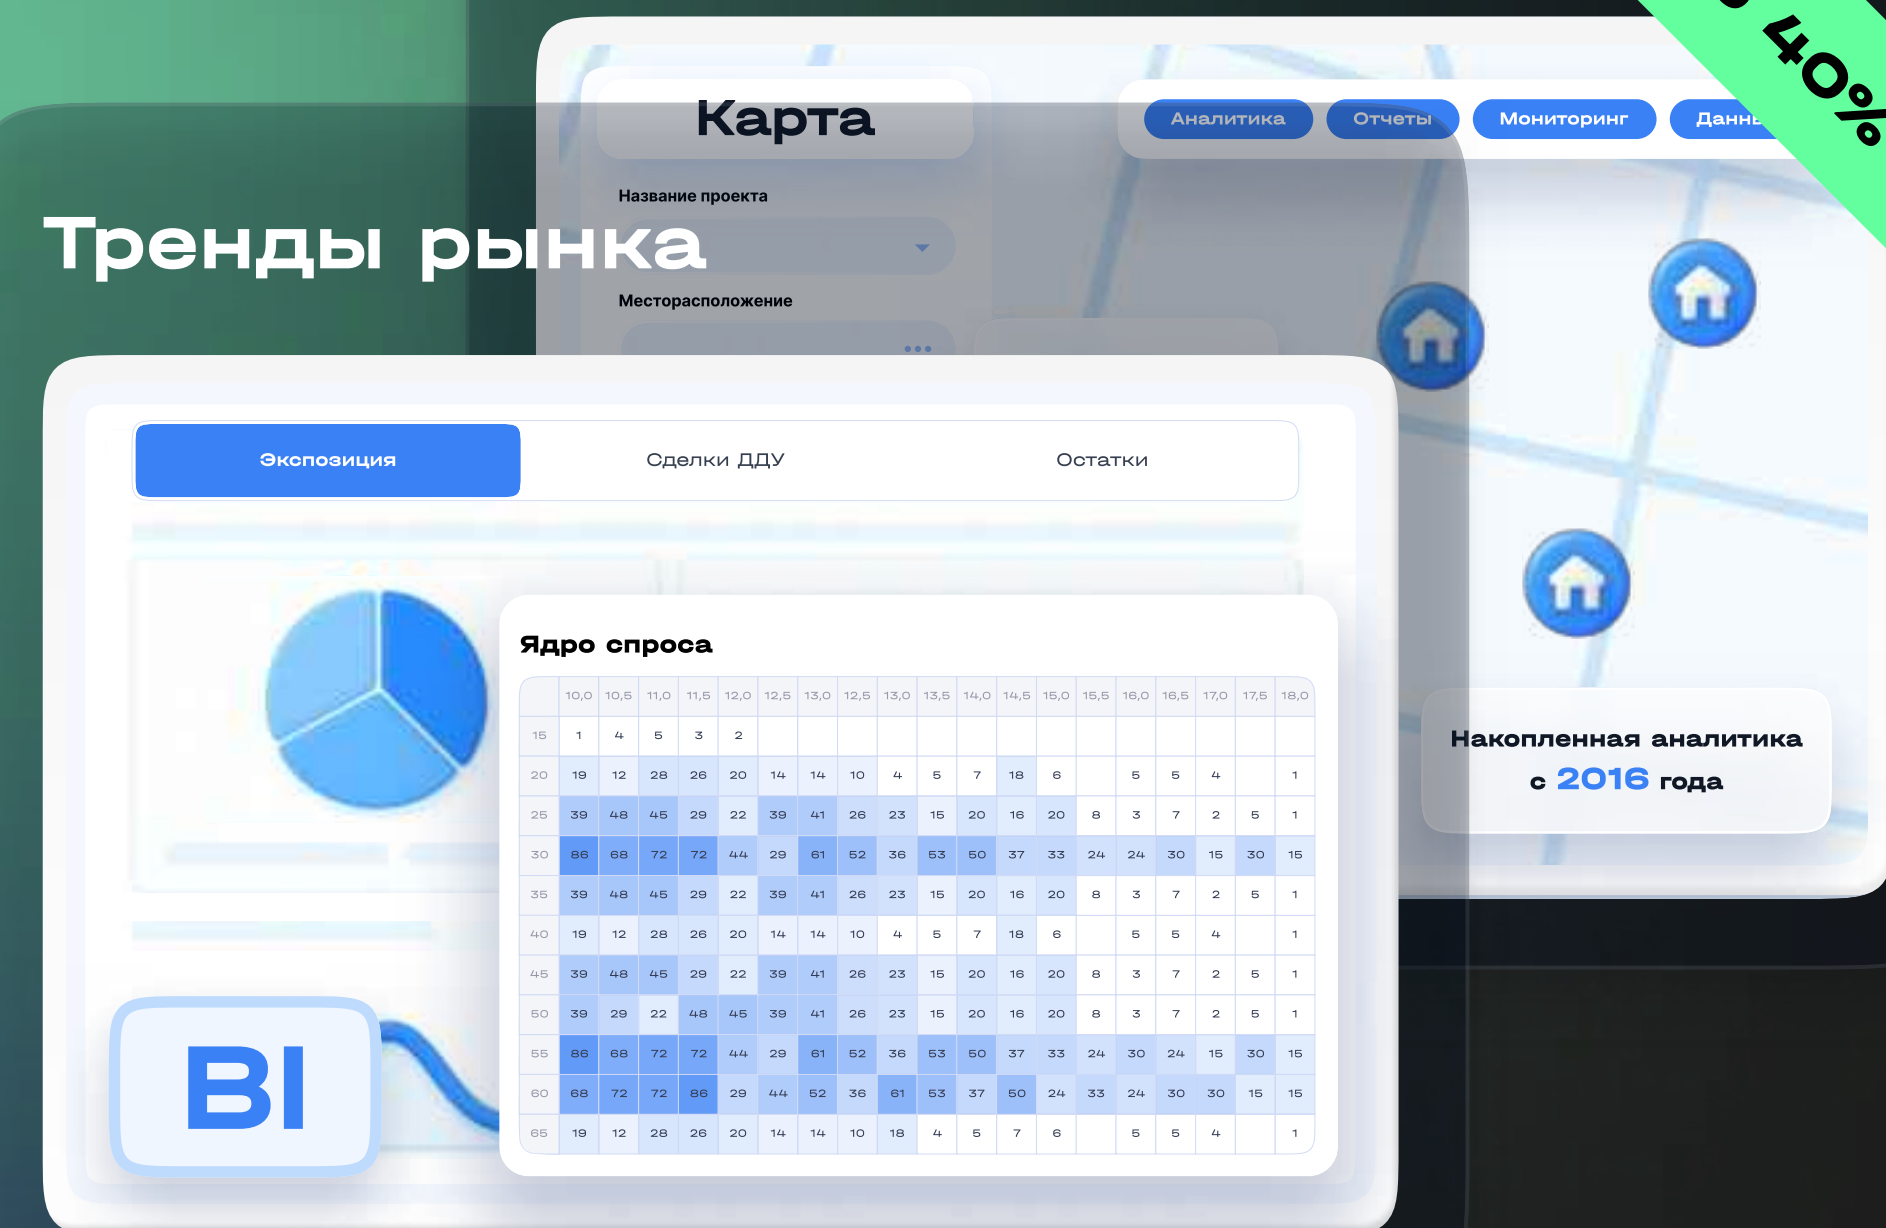 40%
Карта
Аналитика Отчеты Мониторинг
Название проекта
Тренды рынка
Месторасположение
Экспозиция Сделки ДДУ Остатки
Ядро спроса
10,0 10,5 11,0 11,5 12,0 12,5 13,0 12,5 13,0 13,5 14,0 14,5 15,0 15,5 16,0 16,5 17,0 17,5 18,0
15 1 4 5 3 2
20 19 12 28 26 20 14 14 10 4 5 7 18 6 5 5 4 1
25 39 48 45 29 22 39 41 26 23 15 20 16 20 8 3 7 2 5 1
30 86 68 72 72 44 29 61 52 36 53 50 37 33 24 24 30 15 30 15
35 39 48 45 29 22 39 41 26 23 15 20 16 20 8 3 7 2 5 1
40 19 12 28 26 20 14 14 10 4 5 7 18 6 5 5 4 1
45 39 48 45 29 22 39 41 26 23 15 20 16 20 8 3 7 2 5 1
50 39 29 22 48 45 39 41 26 23 15 20 16 20 8 3 7 2 5 1
55 86 68 72 72 44 29 61 52 36 53 50 37 33 24 30 24 15 30 15
60 68 72 72 86 29 44 52 36 61 53 37 50 24 33 24 30 30 15 15
65 19 12 28 26 20 14 14 10 18 4 5 7 6 5 5 4 1
Накопленная аналитика
с 2016 года
BI